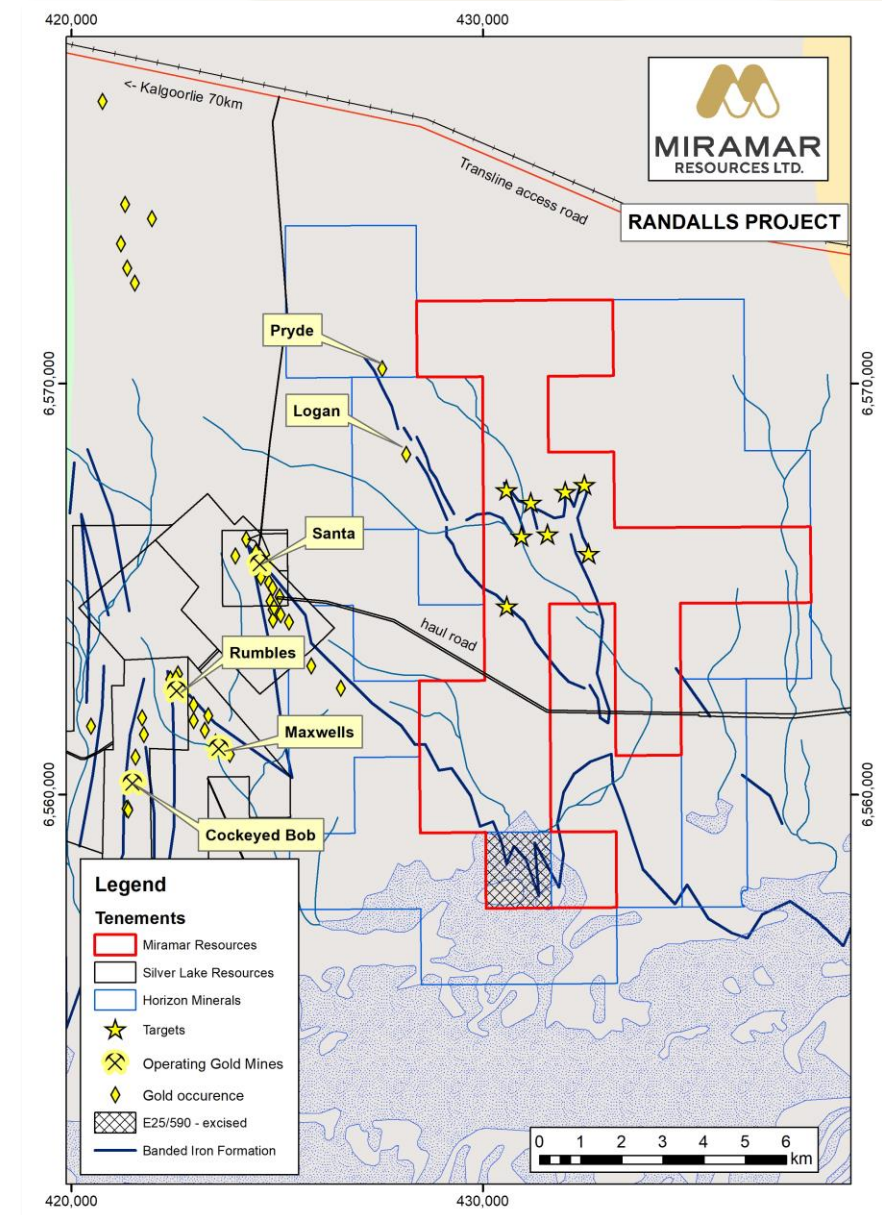 420,000
430,000
<- Kalgoorlie 70km
Transline access road
MIRAMAR
RESOURCES LTD.
RANDALLS PROJECT
6,570,000
6,570,000
Pryde
Logan
Santa
haul road
Rumbles
Maxwells
6,560,000
6,560,000
Cockeyed Bob
Legend
Tenements
Miramar Resources
Silver Lake Resources
Horizon Minerals
Targets
Operating Gold Mines
Gold occurence
E25/590 - excised
Banded Iron Formation
0 1 2 3 4 5 6
km
420,000
430,000